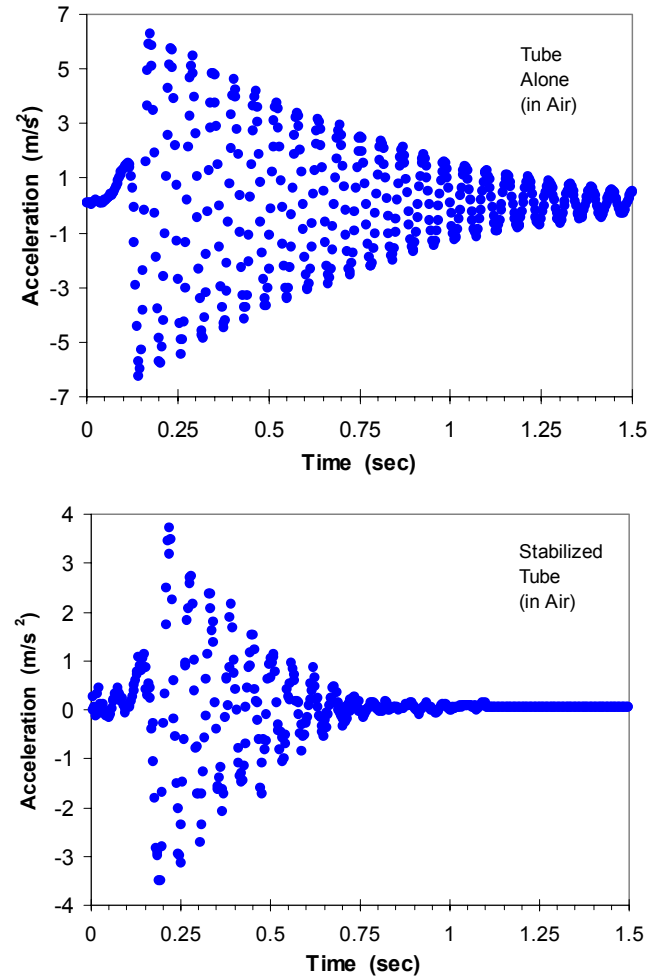 7
5
3
1
-1
-3
-5
-7
Acceleration (m/s²)
Tube
Alone
(in Air)
0 0.25 0.5 0.75 1 1.25 1.5
Time (sec)
4
3
2
1
0
-1
-2
-3
-4
Acceleration (m/s²)
Stabilized
Tube
(in Air)
0 0.25 0.5 0.75 1 1.25 1.5
Time (sec)